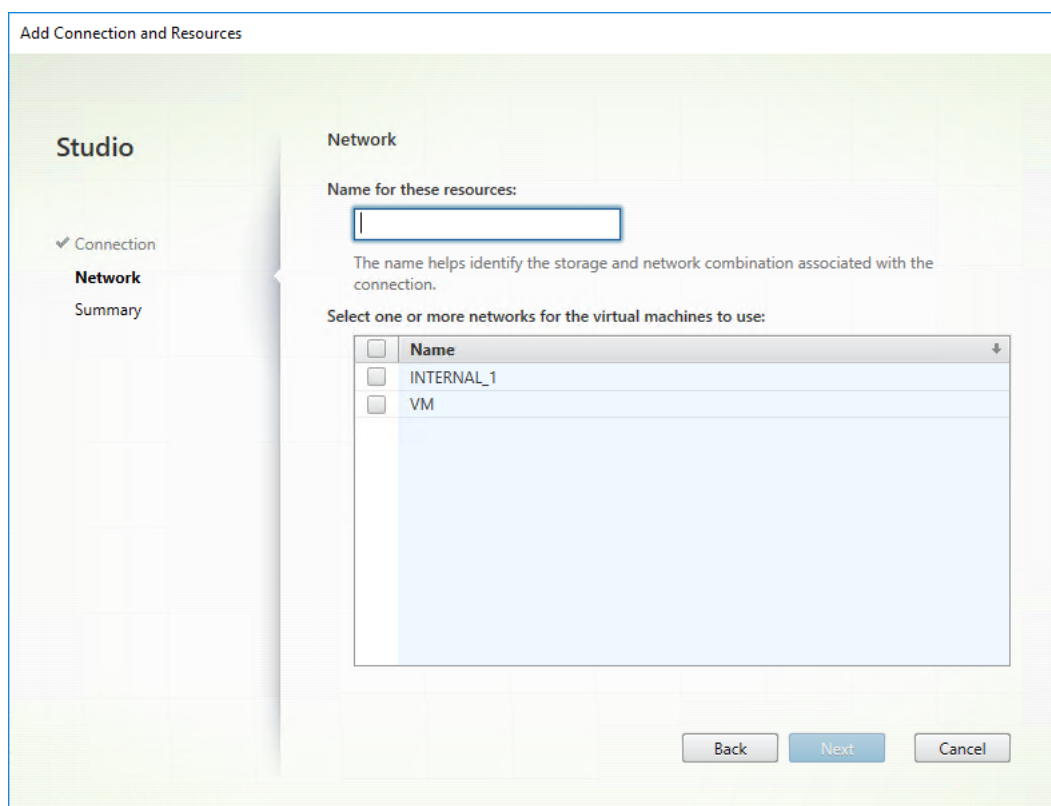 Add Connection and Resources
Studio
Connection
Network
Summary
Network
Name for these resources:
The name helps identify the storage and network combination associated with the
connection.
Select one or more networks for the virtual machines to use:
Name
INTERNAL_1
VM
Back
Next
Cancel